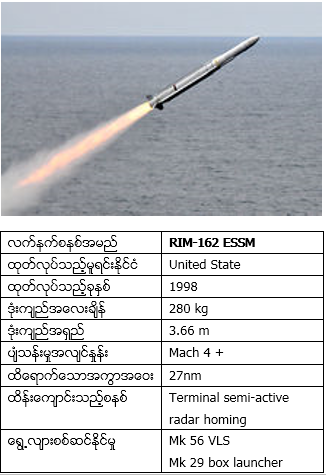 လက်နက်စနစ်အမည် RIM-162 ESSM
ထုတ်လုပ်သည့်မူရင်းနိုင်ငံ United State
ထုတ်လုပ်သည့်ခုနှစ် 1998
ဒုံးကျည်အလေးချိန် 280 kg
ဒုံးကျည်အရှည် 3.66 m
ပျံသန်းမှုအလျင်နှုန်း Mach 4 +
ထိရောက်သောအကွာအဝေး 27nm
ထိန်းကျောင်းသည့်စနစ် Terminal semi-active
radar homing
ရွေ့လျားစစ်ဆင်နိုင်မှု Mk 56 VLS
Mk 29 box launcher